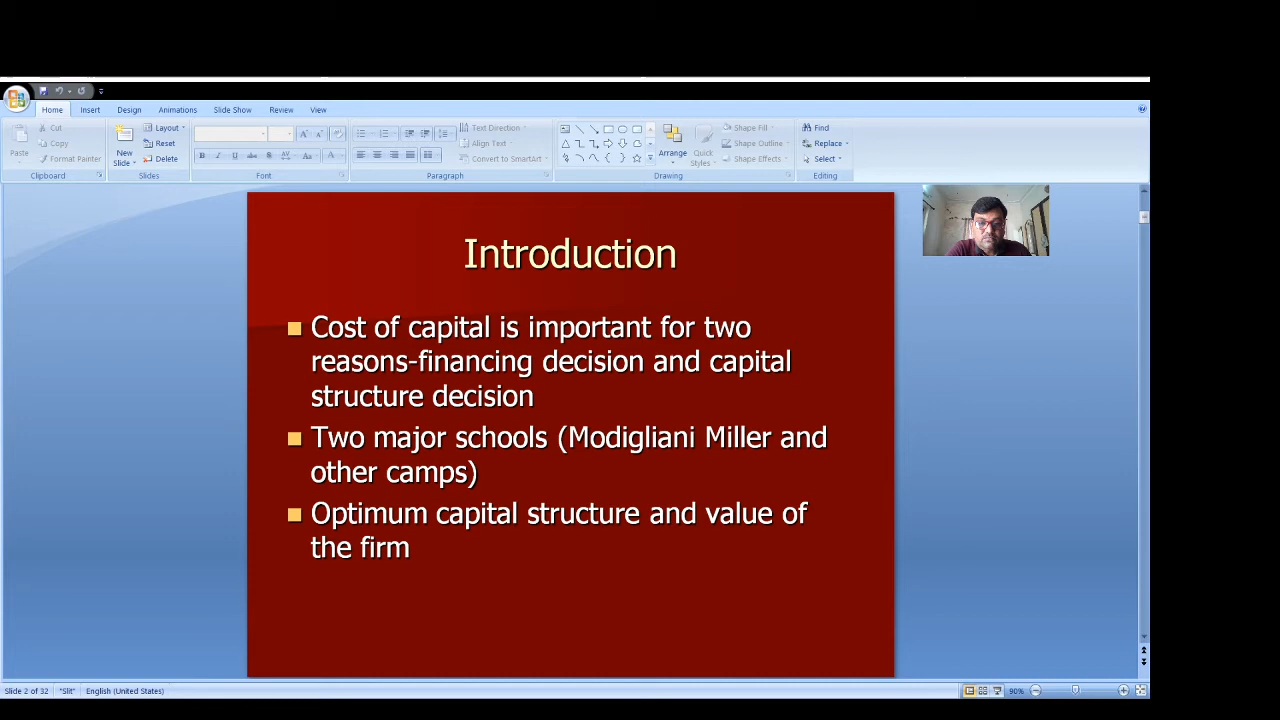 Home Insert Design Animations Slide Show Review View
Cut Layout Text Direction Shape Fill Find
Copy Reset Align Text Shape Outline Replace
Paste Format Painter New Slide Delete Convert to SmartArt Arrange Quick Styles Shape Effects Select
Clipboard Slides Font Paragraph Drawing Editing
Introduction
Cost of capital is important for two
reasons-financing decision and capital
structure decision
Two major schools (Modigliani Miller and
other camps)
Optimum capital structure and value of
the firm
Slide 2 of 32 "Slit" English (United States) 90%